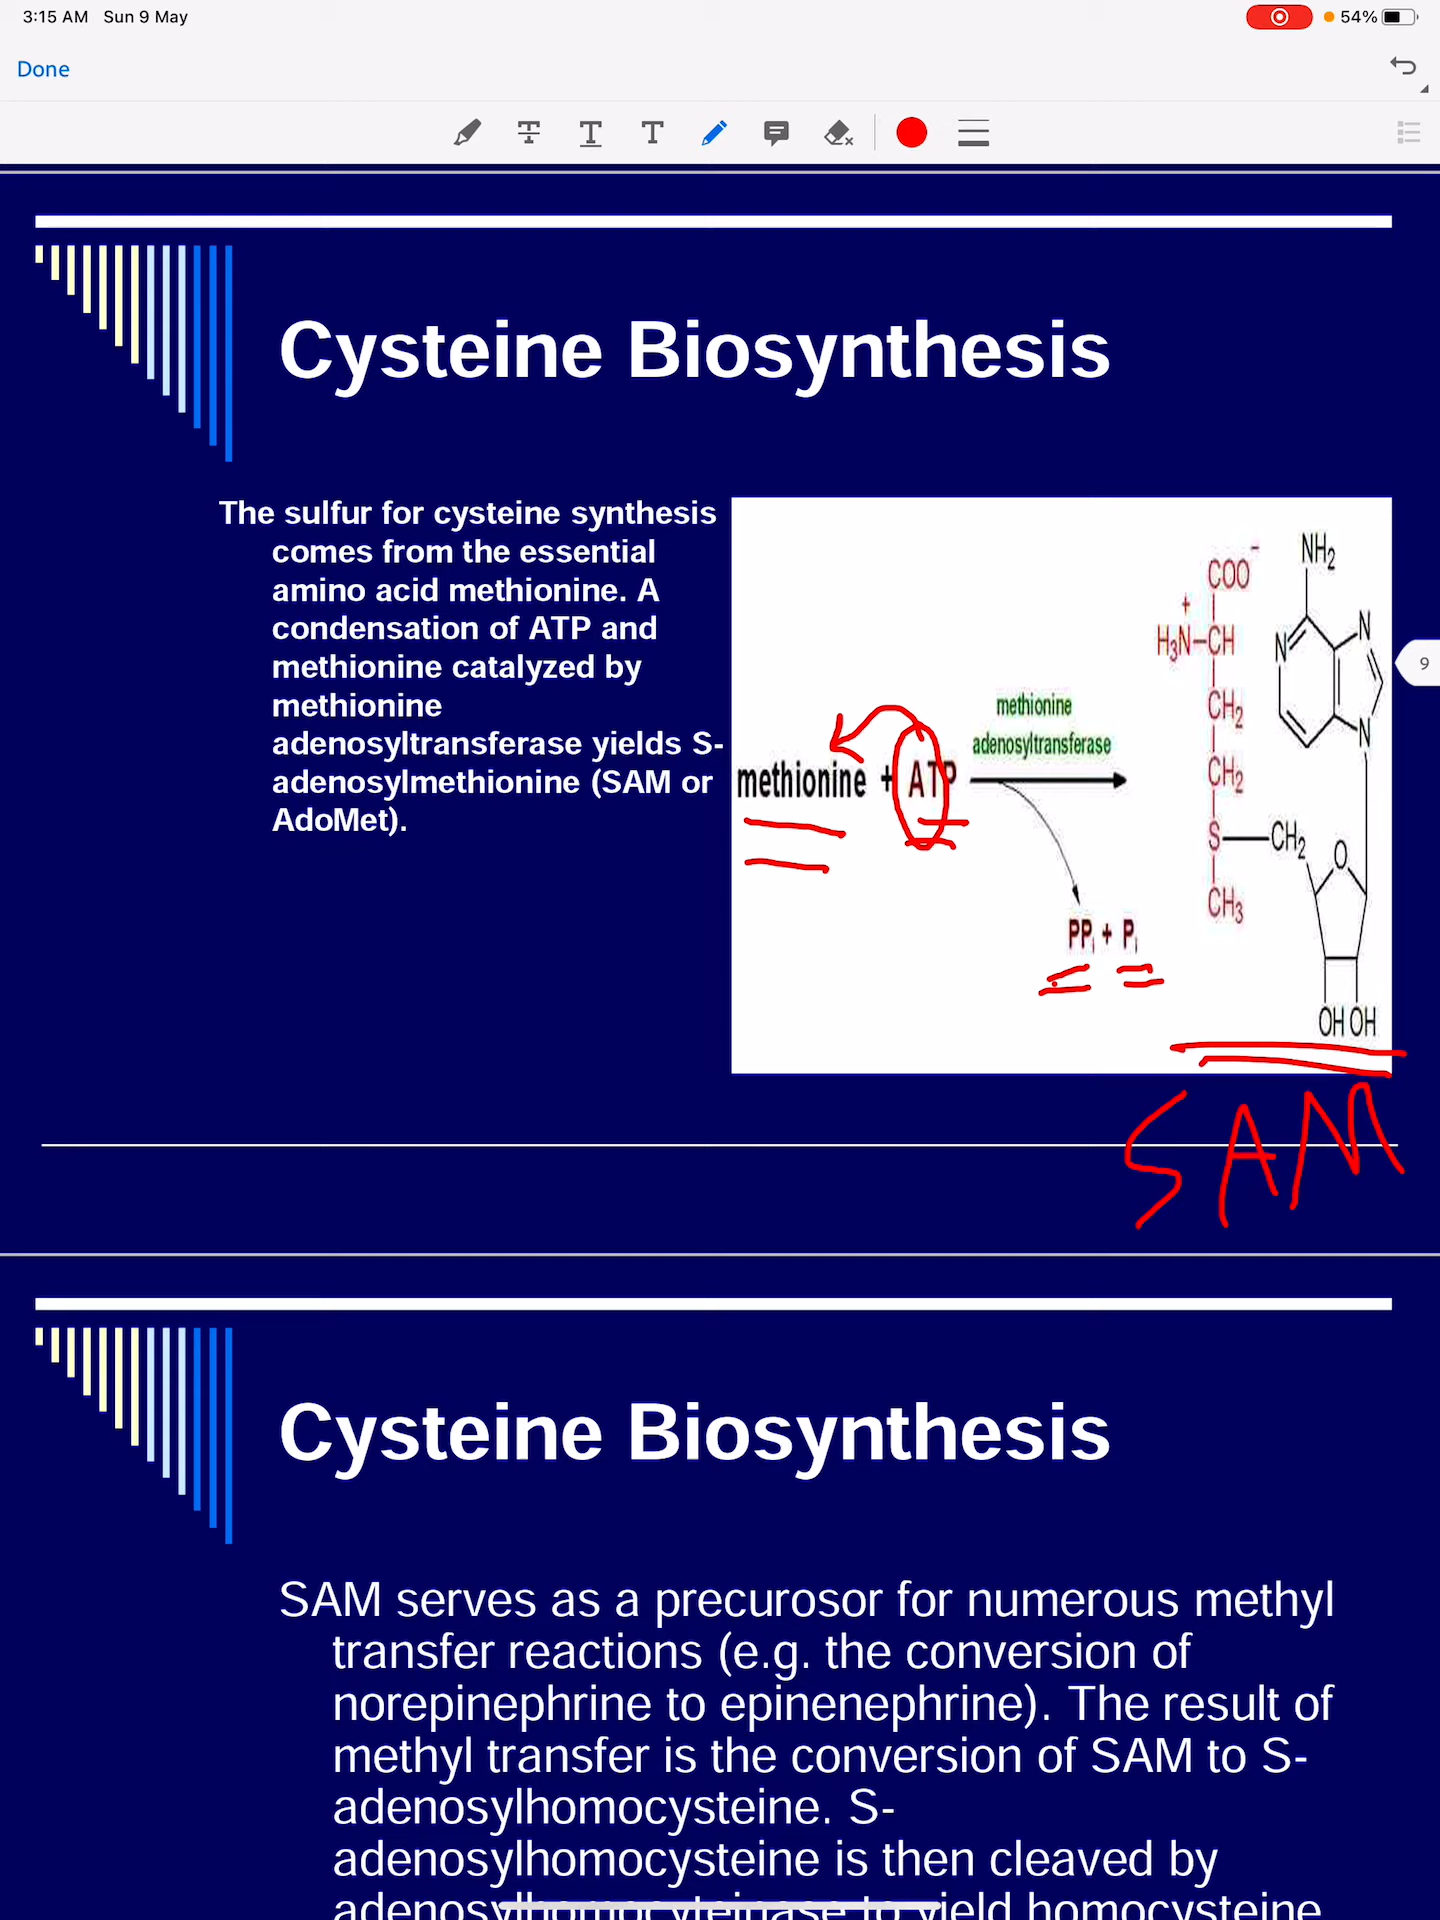 3:15 AM Sun 9 May
54%
Done
T T T
Cysteine Biosynthesis
The sulfur for cysteine synthesis
comes from the essential
amino acid methionine. A
condensation of ATP and
methionine catalyzed by
methionine
adenosyltransferase yields S-
adenosylmethionine (SAM or
AdoMet).
methionine + ATP
methionine
adenosyltransferase
PPi + Pi
COO-
+
H3N-CH
CH2
CH2
S-CH2
CH3
NH2
N
N
N
N
O
OH OH
9
SAM
Cysteine Biosynthesis
SAM serves as a precurosor for numerous methyl
transfer reactions (e.g. the conversion of
norepinephrine to epinenephrine). The result of
methyl transfer is the conversion of SAM to S-
adenosylhomocysteine. S-
adenosylhomocysteine is then cleaved by
adenosylhomocyteinase to yield homocysteine